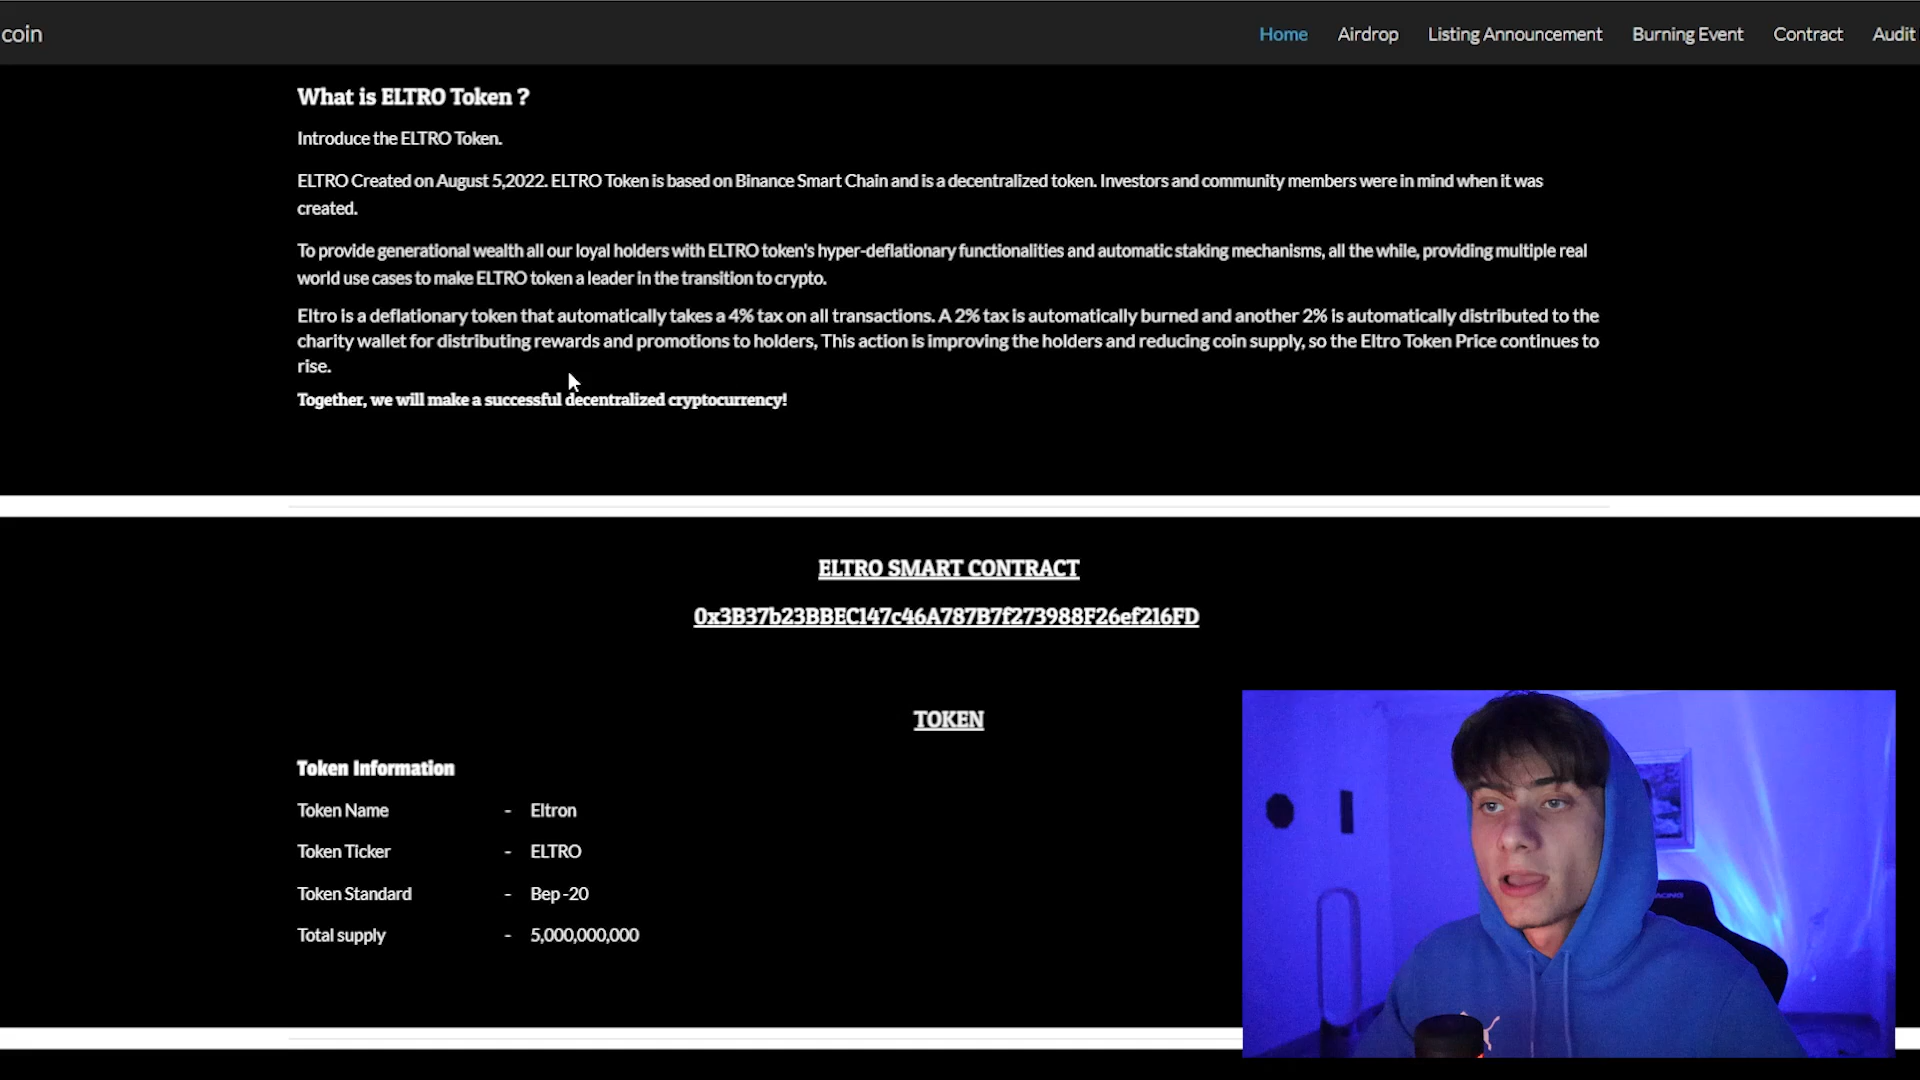 coin
Home Airdrop Listing Announcement Burning Event Contract Audit
What is ELTRO Token ?
Introduce the ELTRO Token.
ELTRO Created on August 5,2022. ELTRO Token is based on Binance Smart Chain and is a decentralized token. Investors and community members were in mind when it was
created.
To provide generational wealth all our loyal holders with ELTRO token's hyper-deflationary functionalities and automatic staking mechanisms, all the while, providing multiple real
world use cases to make ELTRO token a leader in the transition to crypto.
Eltro is a deflationary token that automatically takes a 4% tax on all transactions. A 2% tax is automatically burned and another 2% is automatically distributed to the
charity wallet for distributing rewards and promotions to holders, This action is improving the holders and reducing coin supply, so the Eltro Token Price continues to
rise.
Together, we will make a successful decentralized cryptocurrency!
ELTRO SMART CONTRACT
0x3B37b23BBEC147c46A787B7f273988F26ef216FD
TOKEN
Token Information
Token Name - Eltron
Token Ticker - ELTRO
Token Standard - Bep -20
Total supply - 5,000,000,000